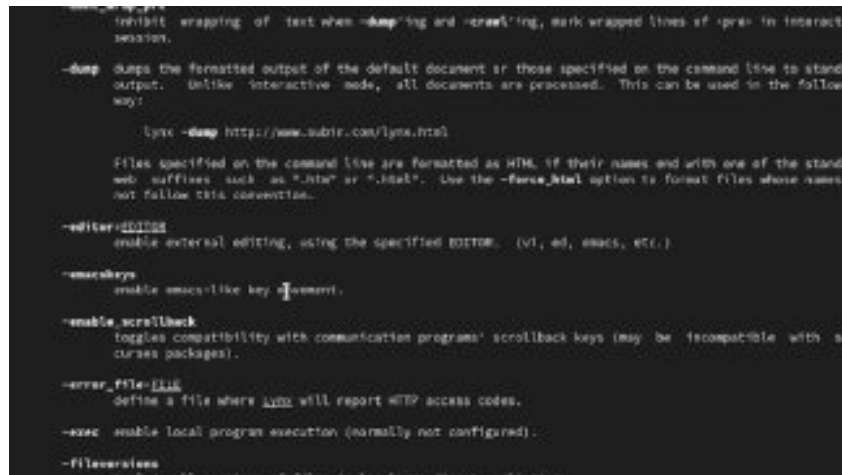 inhibit wrapping of text when -dump'ing and -crawl'ing, mark wrapped lines of <pre> in interact
session.
-dump dumps the formatted output of the default document or those specified on the command line to stand
output. Unlike interactive mode, all documents are processed. This can be used in the follow
way:
lynx -dump http://www.subir.com/lynx.html
Files specified on the command line are formatted as HTML if their names end with one of the stand
web suffixes such as ".htm" or ".html". Use the -force_html option to format files whose names
not follow this convention.
-editor=EDITOR
enable external editing, using the specified EDITOR. (vi, ed, emacs, etc.)
-emacskeys
enable emacs-like key movement.
-enable_scrollback
toggles compatibility with communication programs' scrollback keys (may be incompatible with s
curses packages).
-error_file=FILE
define a file where Lynx will report HTTP access codes.
-exec enable local program execution (normally not configured).
-fileversions